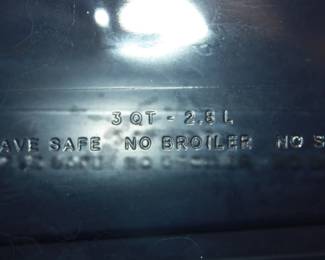 3 QT - 2.8 L
AVE SAFE NO BROILER NO S